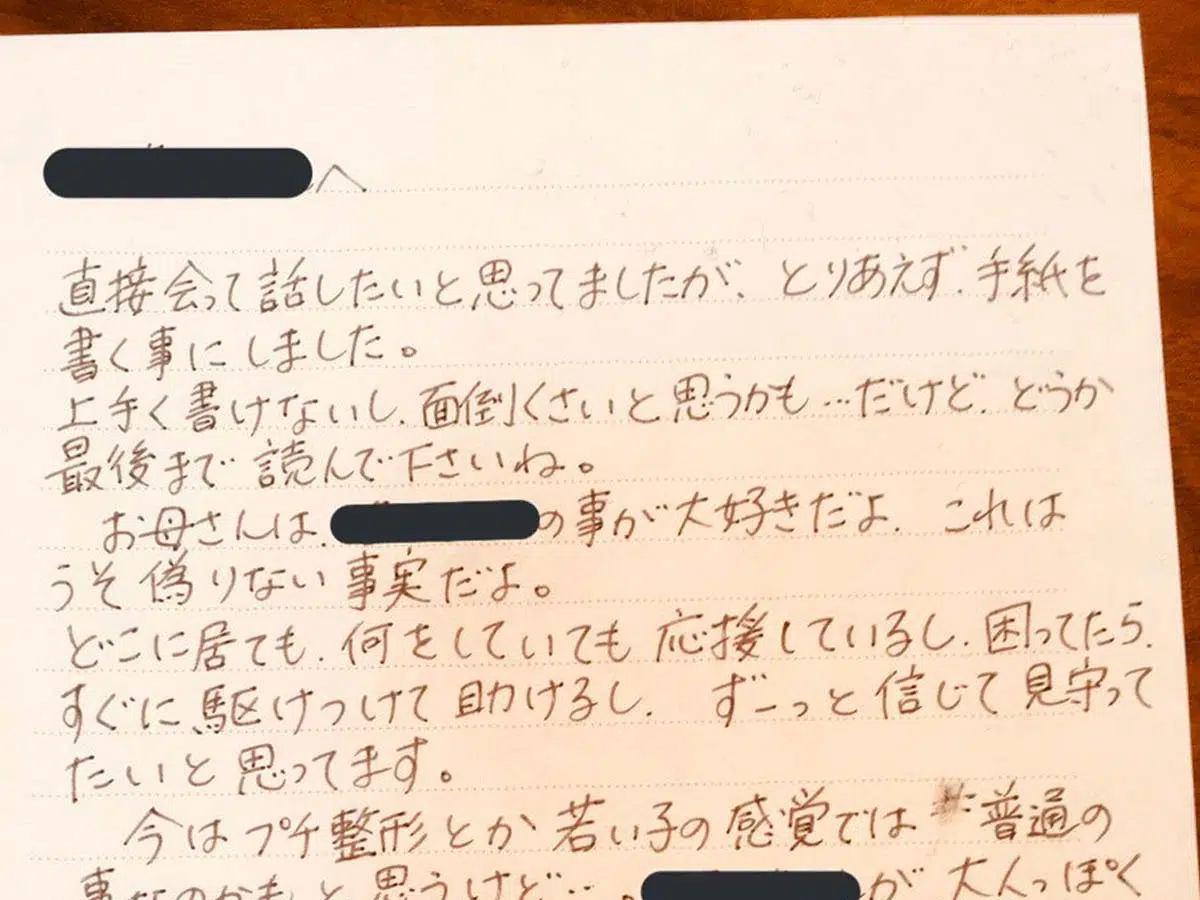 へ
直接会って話したいと思ってましたが、とりあえず、手紙を
書く事にしました。
上手く書けないし、面倒くさいと思うかも…だけど、どうか
最後まで読んで下さいね。
お母さんは、の事が大好きだよ、これは
うそ偽りない事実だよ。
どこに居ても、何をしていても応援しているし、困ってたら、
すぐに駆けつけて助けるし、ずーっと信じて見守って
たいと思ってます。
今はプチ整形とか若い子の感覚では普通の
事なのかもと思うけど…。が大人っぽく